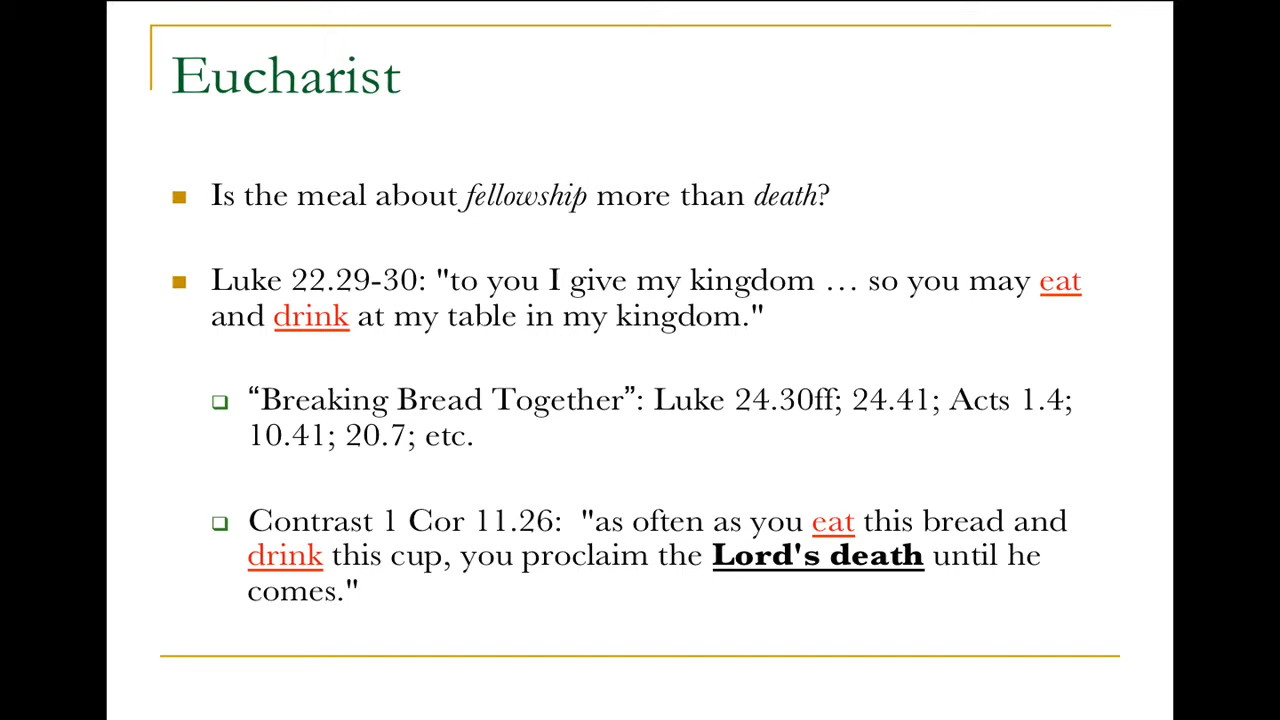 Eucharist
Is the meal about fellowship more than death?
Luke 22.29-30: "to you I give my kingdom … so you may eat
and drink at my table in my kingdom."
“Breaking Bread Together”: Luke 24.30ff; 24.41; Acts 1.4;
10.41; 20.7; etc.
Contrast 1 Cor 11.26:  "as often as you eat this bread and
drink this cup, you proclaim the Lord's death until he
comes."